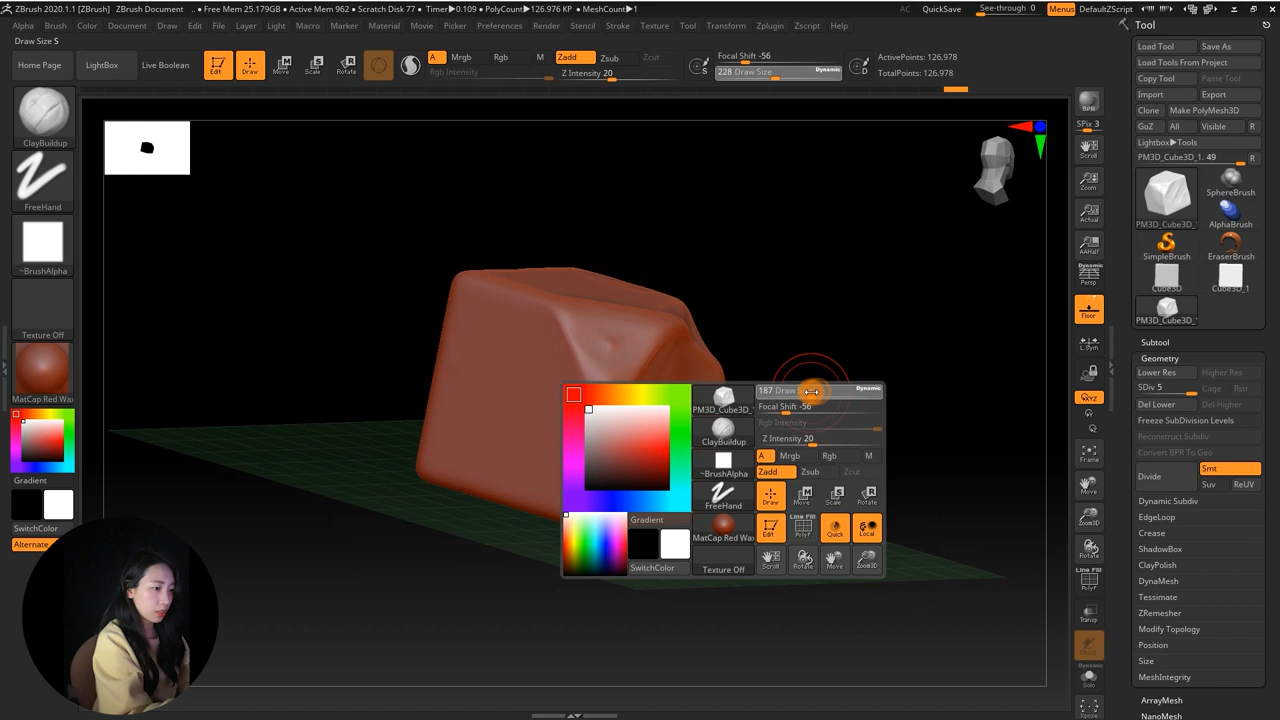 ZBrush 2020.1.1 [ZBrush] ZBrush Document .. • Free Mem 25.179GB • Active Mem 962 • Scratch Disk 77 • Timer▶0.109 • PolyCount▶126.976 KP • MeshCount▶1 AC QuickSave See-through 0 Menus DefaultZScript
Alpha Brush Color Document Draw Edit File Layer Light Macro Marker Material Movie Picker Preferences Render Stencil Stroke Texture Tool Transform Zplugin Zscript Info
Draw Size S
Home Page LightBox Live Boolean Edit Draw Move Scale Rotate
A Mrgb Rgb M
Rgb Intensity
Zadd Zsub Zcut
Z Intensity 20
S
Focal Shift -56
228 Draw Size Dynamic
D
ActivePoints: 126,978
TotalPoints: 126,978
ClayBuildup
FreeHand
~BrushAlpha
Texture Off
MatCap Red Wax
Gradient
SwitchColor
Alternate
PM3D_Cube3D_
ClayBuildup
~BrushAlpha
FreeHand
MatCap Red Wax
Texture Off
Gradient
SwitchColor
187 Draw Dynamic
Focal Shift -56
Rgb Intensity
Z Intensity 20
A Mrgb Rgb M
Zadd Zsub Zcut
Draw Move Scale Rotate
Line Fill
Edit PolyF Quick Local
Scroll Rotate Move Zoom3D
BPR
SPix 3
Scroll
Zoom
Actual
AAHalf
Dynamic
Persp
Floor
L.Sym
XYZ
Frame
Move
Zoom3D
Rotate
Line Fill
PolyF
Transp
Ghost
Dynamic
Solo
Xpose
Tool
Load Tool Save As
Load Tools From Project
Copy Tool Paste Tool
Import Export
Clone Make PolyMesh3D
GoZ All Visible R
Lightbox▶Tools
PM3D_Cube3D_1. 49 R
PM3D_Cube3D_ SphereBrush
AlphaBrush
SimpleBrush EraserBrush
Cube3D Cube3D_1
PM3D_Cube3D_
Subtool
Geometry
Lower Res Higher Res
SDiv 5 Cage Rstr
Del Lower Del Higher
Freeze SubDivision Levels
Reconstruct Subdiv
Convert BPR To Geo
Divide Smt
Suv ReUV
Dynamic Subdiv
EdgeLoop
Crease
ShadowBox
ClayPolish
DynaMesh
Tessimate
ZRemesher
Modify Topology
Position
Size
MeshIntegrity
ArrayMesh
NanoMesh